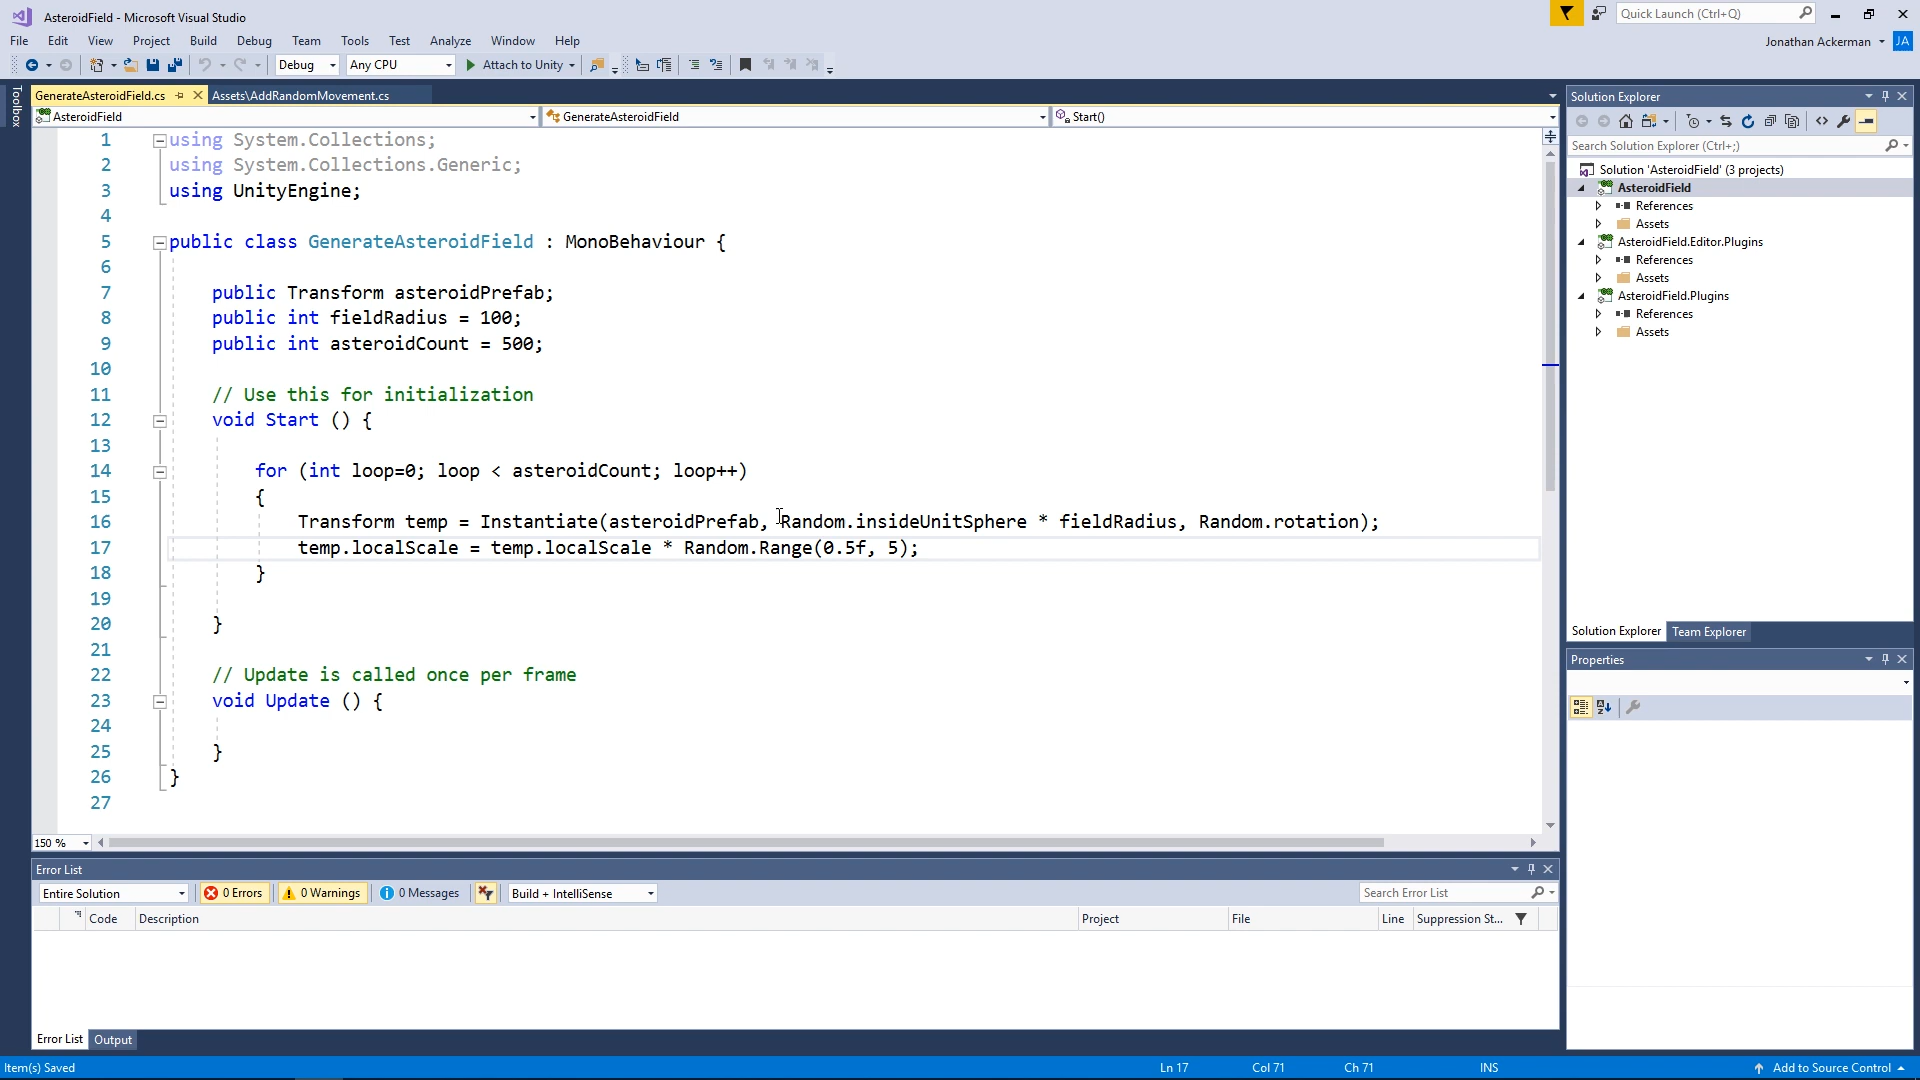 AsteroidField - Microsoft Visual Studio
Quick Launch (Ctrl+Q)
File Edit View Project Build Debug Team Tools Test Analyze Window Help
Jonathan Ackerman JA
Debug Any CPU Attach to Unity
Toolbox
GenerateAsteroidField.cs Assets\AddRandomMovement.cs
AsteroidField GenerateAsteroidField Start()
1 using System.Collections;
2 using System.Collections.Generic;
3 using UnityEngine;
4
5 public class GenerateAsteroidField : MonoBehaviour {
6
7 public Transform asteroidPrefab;
8 public int fieldRadius = 100;
9 public int asteroidCount = 500;
10
11 // Use this for initialization
12 void Start () {
13
14 for (int loop=0; loop < asteroidCount; loop++)
15 {
16 Transform temp = Instantiate(asteroidPrefab, Random.insideUnitSphere * fieldRadius, Random.rotation);
17 temp.localScale = temp.localScale * Random.Range(0.5f, 5);
18 }
19
20 }
21
22 // Update is called once per frame
23 void Update () {
24
25 }
26 }
27
150 %
Solution Explorer
Search Solution Explorer (Ctrl+;)
Solution 'AsteroidField' (3 projects)
AsteroidField
References
Assets
AsteroidField.Editor.Plugins
References
Assets
AsteroidField.Plugins
References
Assets
Solution Explorer Team Explorer
Properties
Error List
Entire Solution 0 Errors 0 Warnings 0 Messages Build + IntelliSense Search Error List
Code Description Project File Line Suppression St...
Error List Output
Item(s) Saved Ln 17 Col 71 Ch 71 INS Add to Source Control